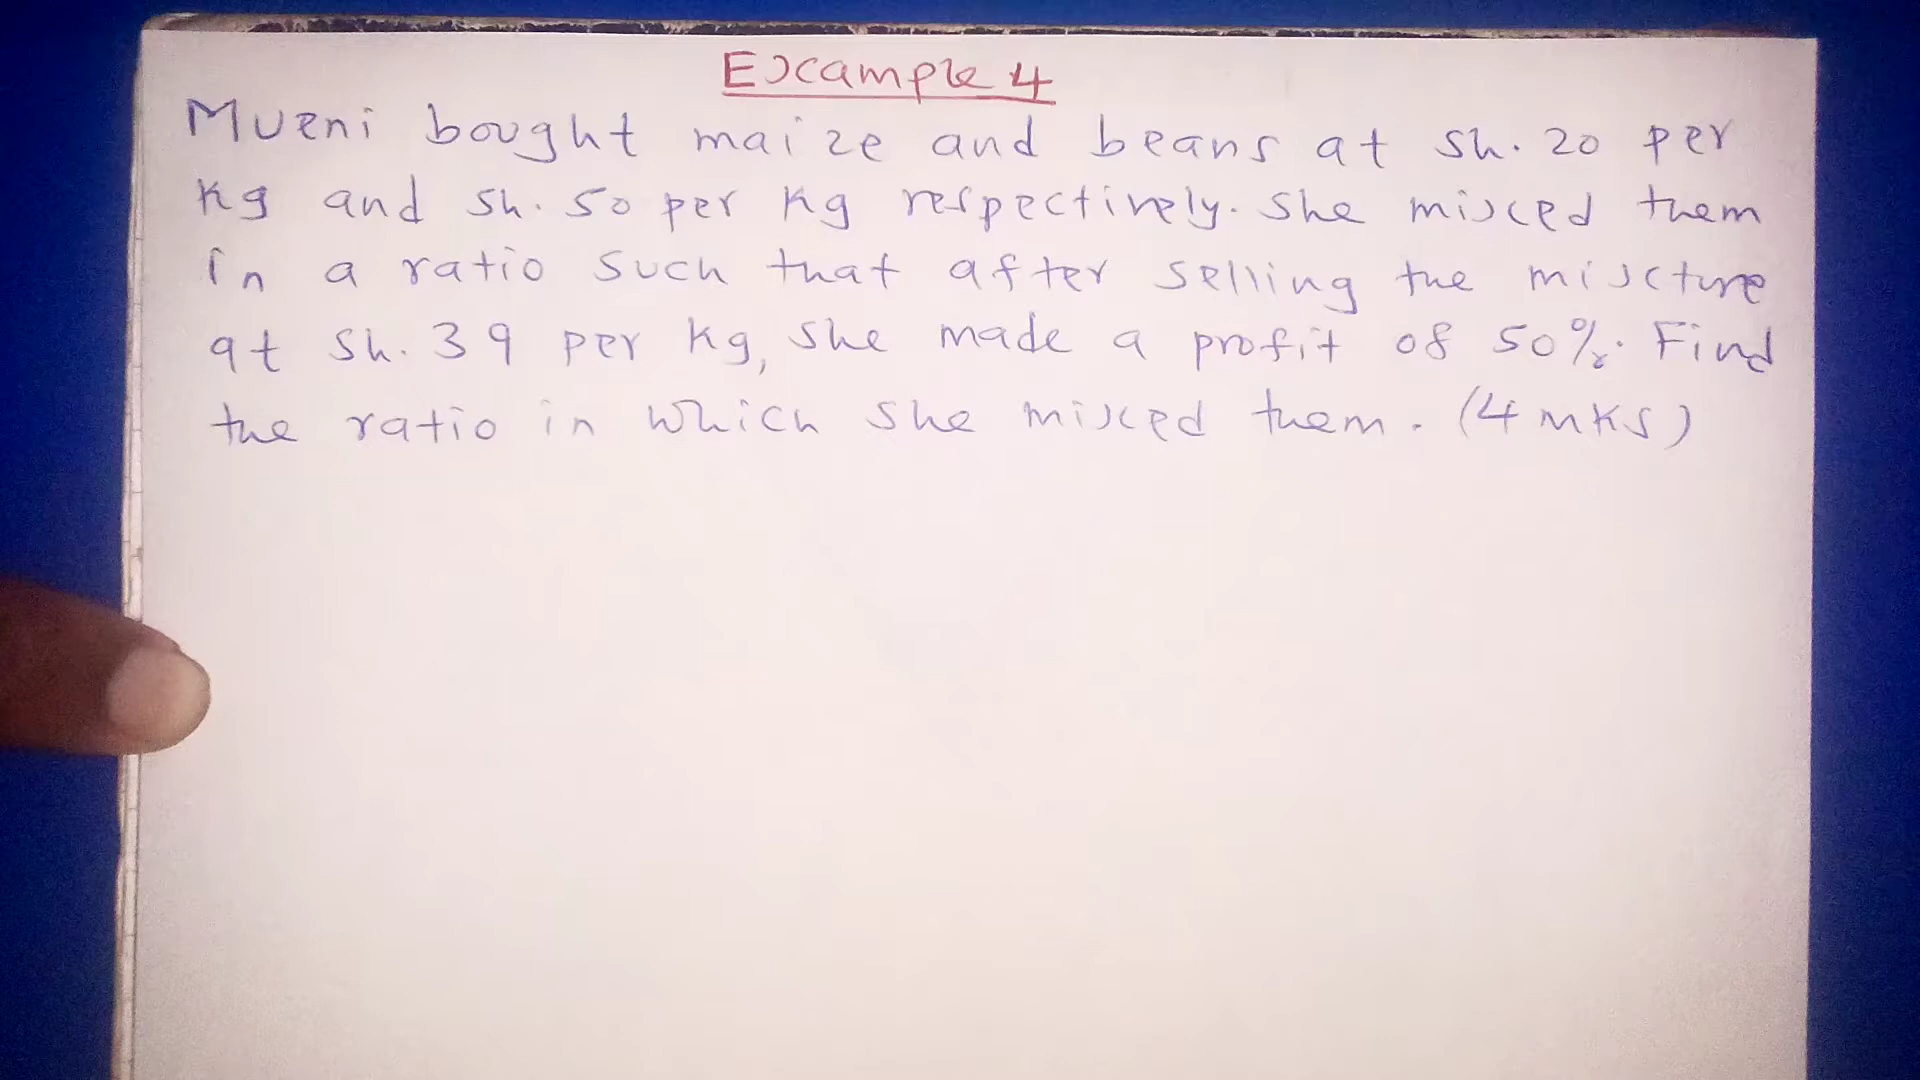 Example 4
Mueni bought maize and beans at sh. 20 per
kg and sh. 50 per kg respectively. She mixed them
in a ratio such that after selling the mixture
at sh. 39 per kg, she made a profit of 50%. Find
the ratio in which she mixed them. (4 mks)